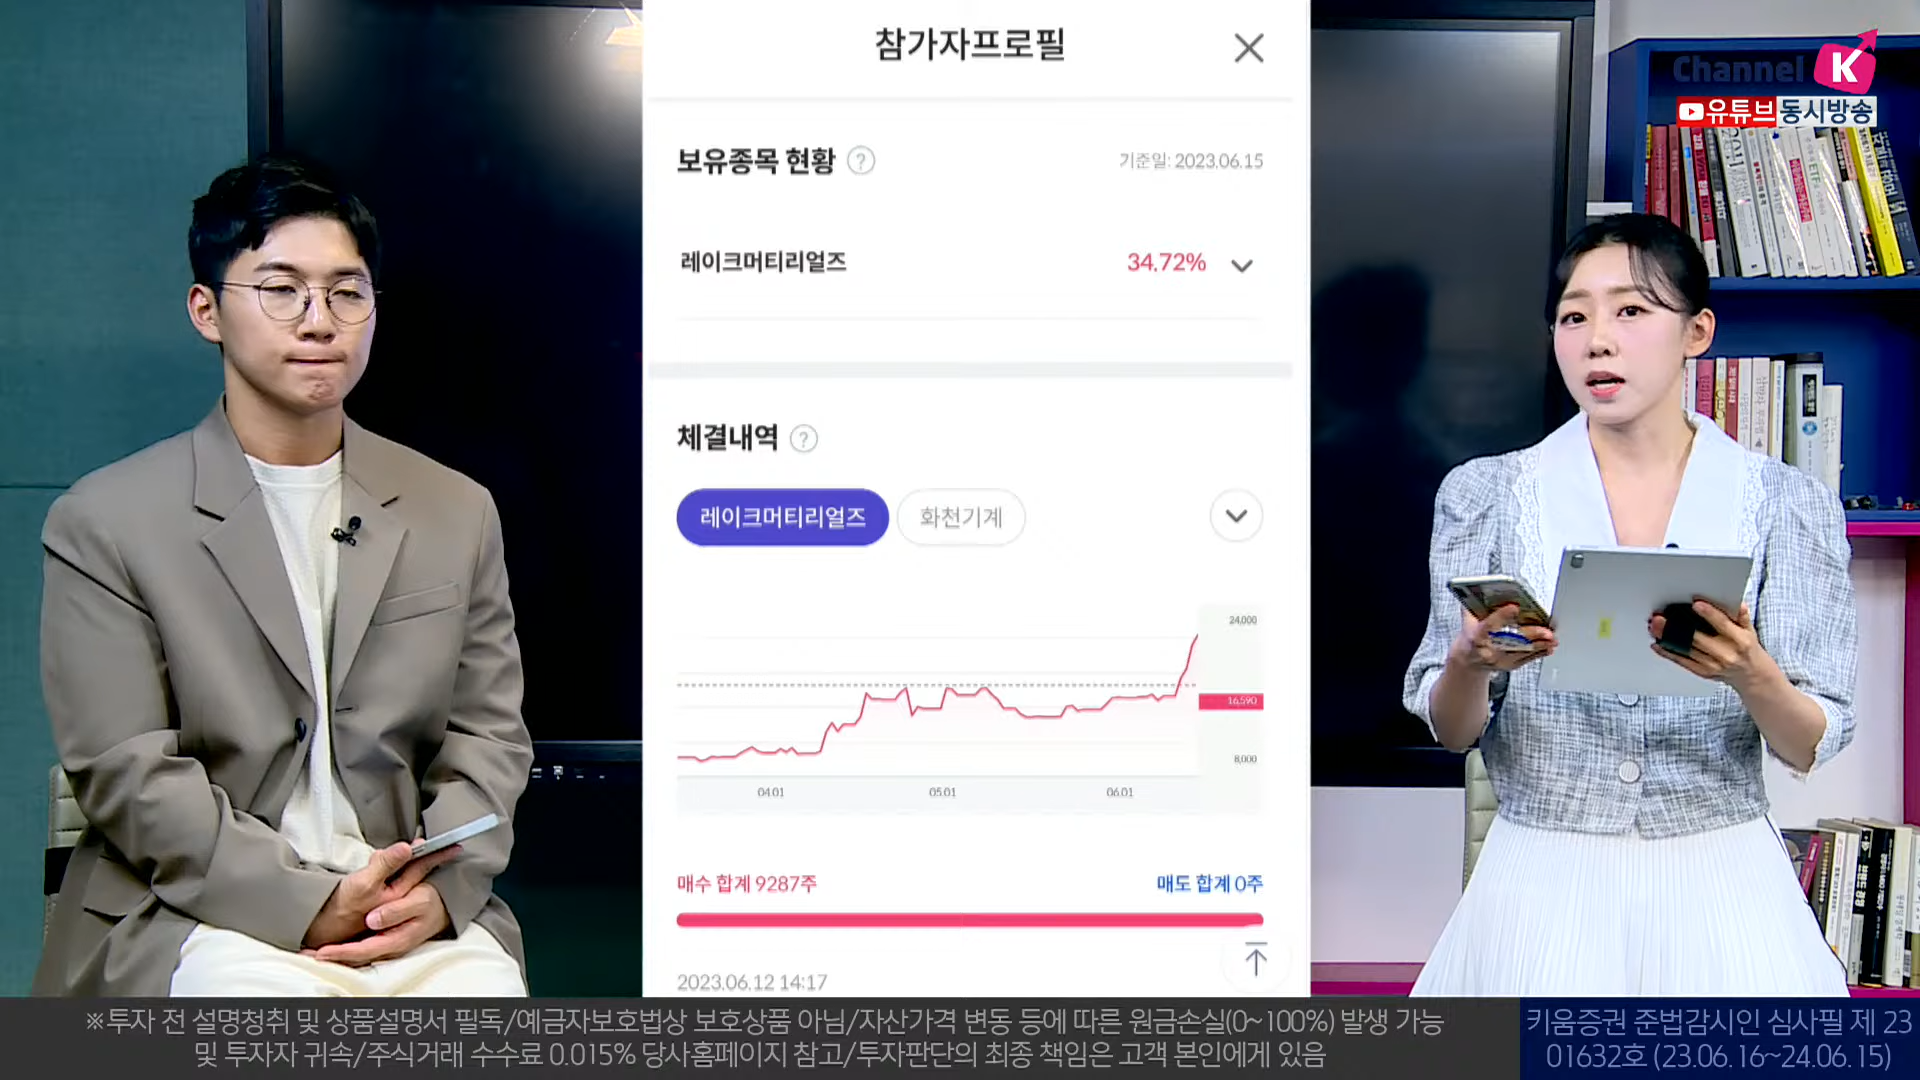 참가자프로필
Channel K
유튜브 동시방송
보유종목 현황 ?
기준일: 2023.06.15
레이크머티리얼즈
34.72%
체결내역 ?
레이크머티리얼즈
화천기계
24,000
16,590
8,000
04.01
05.01
06.01
매수 합계 9287주
매도 합계 0주
2023.06.12 14:17
※투자 전 설명청취 및 상품설명서 필독/예금자보호법상 보호상품 아님/자산가격 변동 등에 따른 원금손실(0~100%) 발생 가능
및 투자자 귀속/주식거래 수수료 0.015% 당사홈페이지 참고/투자판단의 최종 책임은 고객 본인에게 있음
키움증권 준법감시인 심사필 제 23
01632호 (23.06.16~24.06.15)